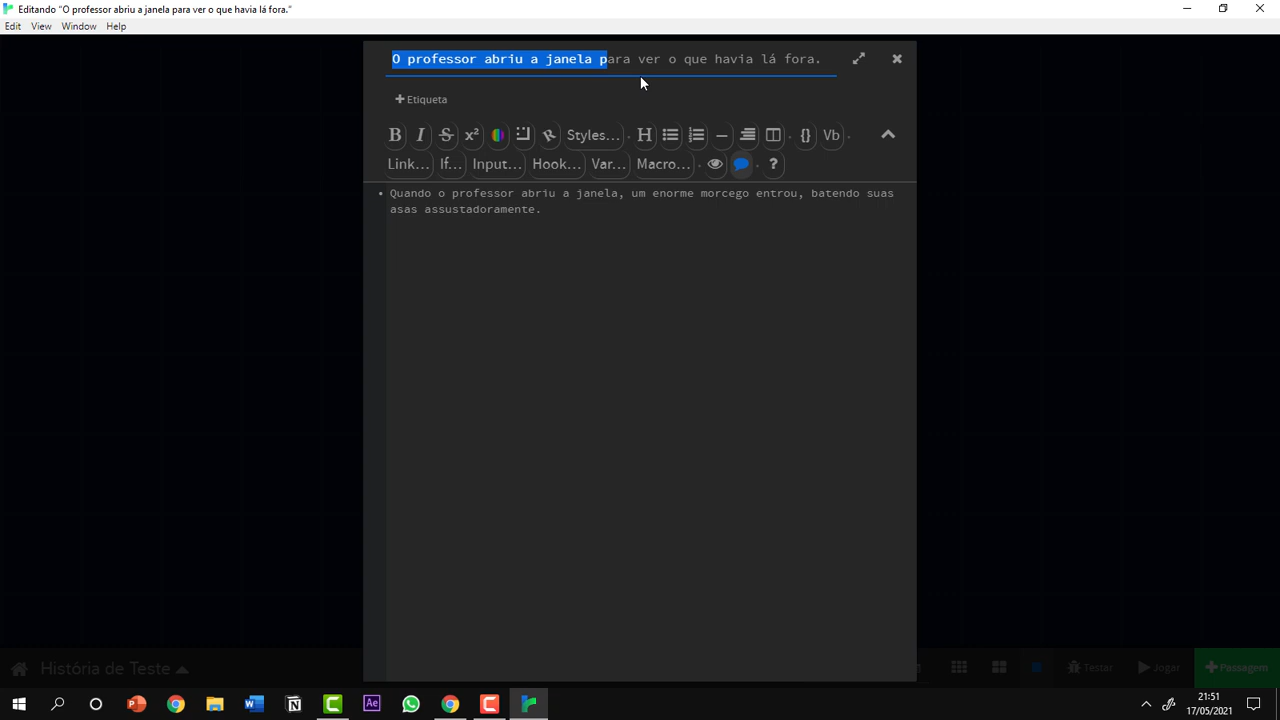 Editando "O professor abriu a janela para ver o que havia lá fora."
Edit View Window Help
O professor abriu a janela para ver o que havia lá fora.
+ Etiqueta
B I S x² Styles... H {} Vb
Link... If... Input... Hook... Var... Macro... ?
• Quando o professor abriu a janela, um enorme morcego entrou, batendo suas
asas assustadoramente.
História de Teste
Testar
Jogar
+ Passagem
21:51
17/05/2021